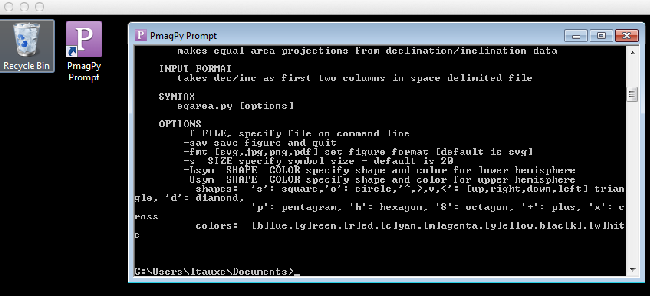 PmagPy Prompt
Recycle Bin
PmagPy
Prompt
makes equal area projections from declination/inclination data
INPUT FORMAT
takes dec/inc as first two columns in space delimited file
SYNTAX
eqarea.py [options]
OPTIONS
-f FILE, specify file on command line
-sav save figure and quit
-fmt [svg,jpg,png,pdf] set figure format [default is svg]
-s SIZE specify symbol size - default is 20
-Lsym SHAPE COLOR specify shape and color for lower hemisphere
-Usym SHAPE COLOR specify shape and color for upper hemisphere
shapes: 's': square,'o': circle,'^,>,v,<': [up,right,down,left] trian
gle, 'd': diamond,
'p': pentagram, 'h': hexagon, '8': octagon, '+': plus, 'x': c
ross
colors: [b]lue,[g]reen,[r]ed,[c]yan,[m]agenta,[y]ellow,blac[k],[w]hit
e
C:\Users\ltauxe\Documents>_